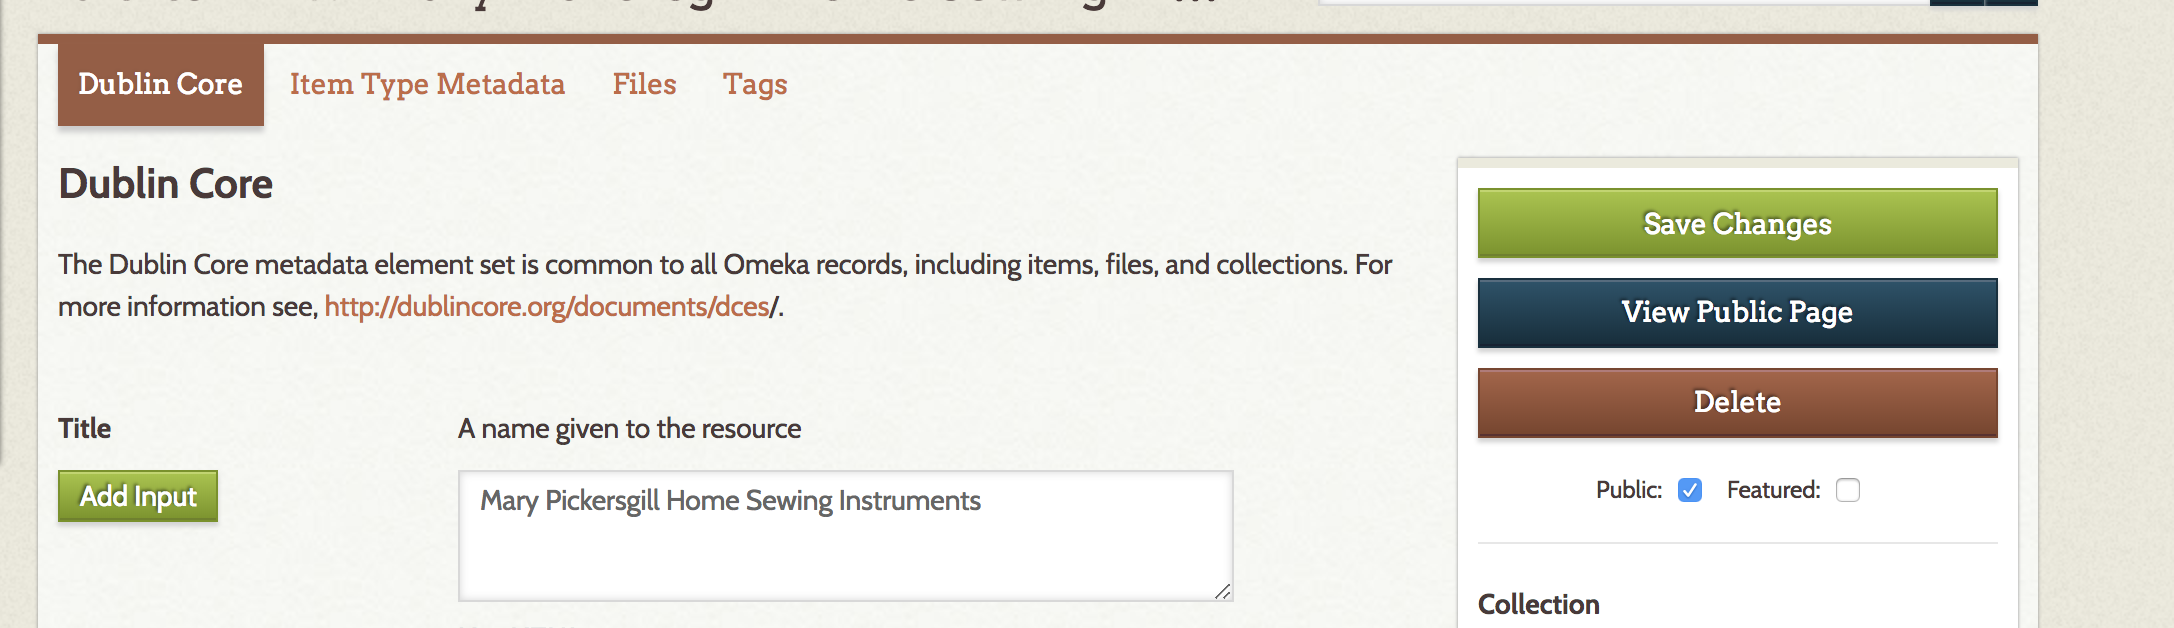 Dublin Core
Item Type Metadata
Files
Tags
Dublin Core
The Dublin Core metadata element set is common to all Omeka records, including items, files, and collections. For
more information see, http://dublincore.org/documents/dces/.
Title
A name given to the resource
Add Input
Mary Pickersgill Home Sewing Instruments
Save Changes
View Public Page
Delete
Public:
Featured:
Collection